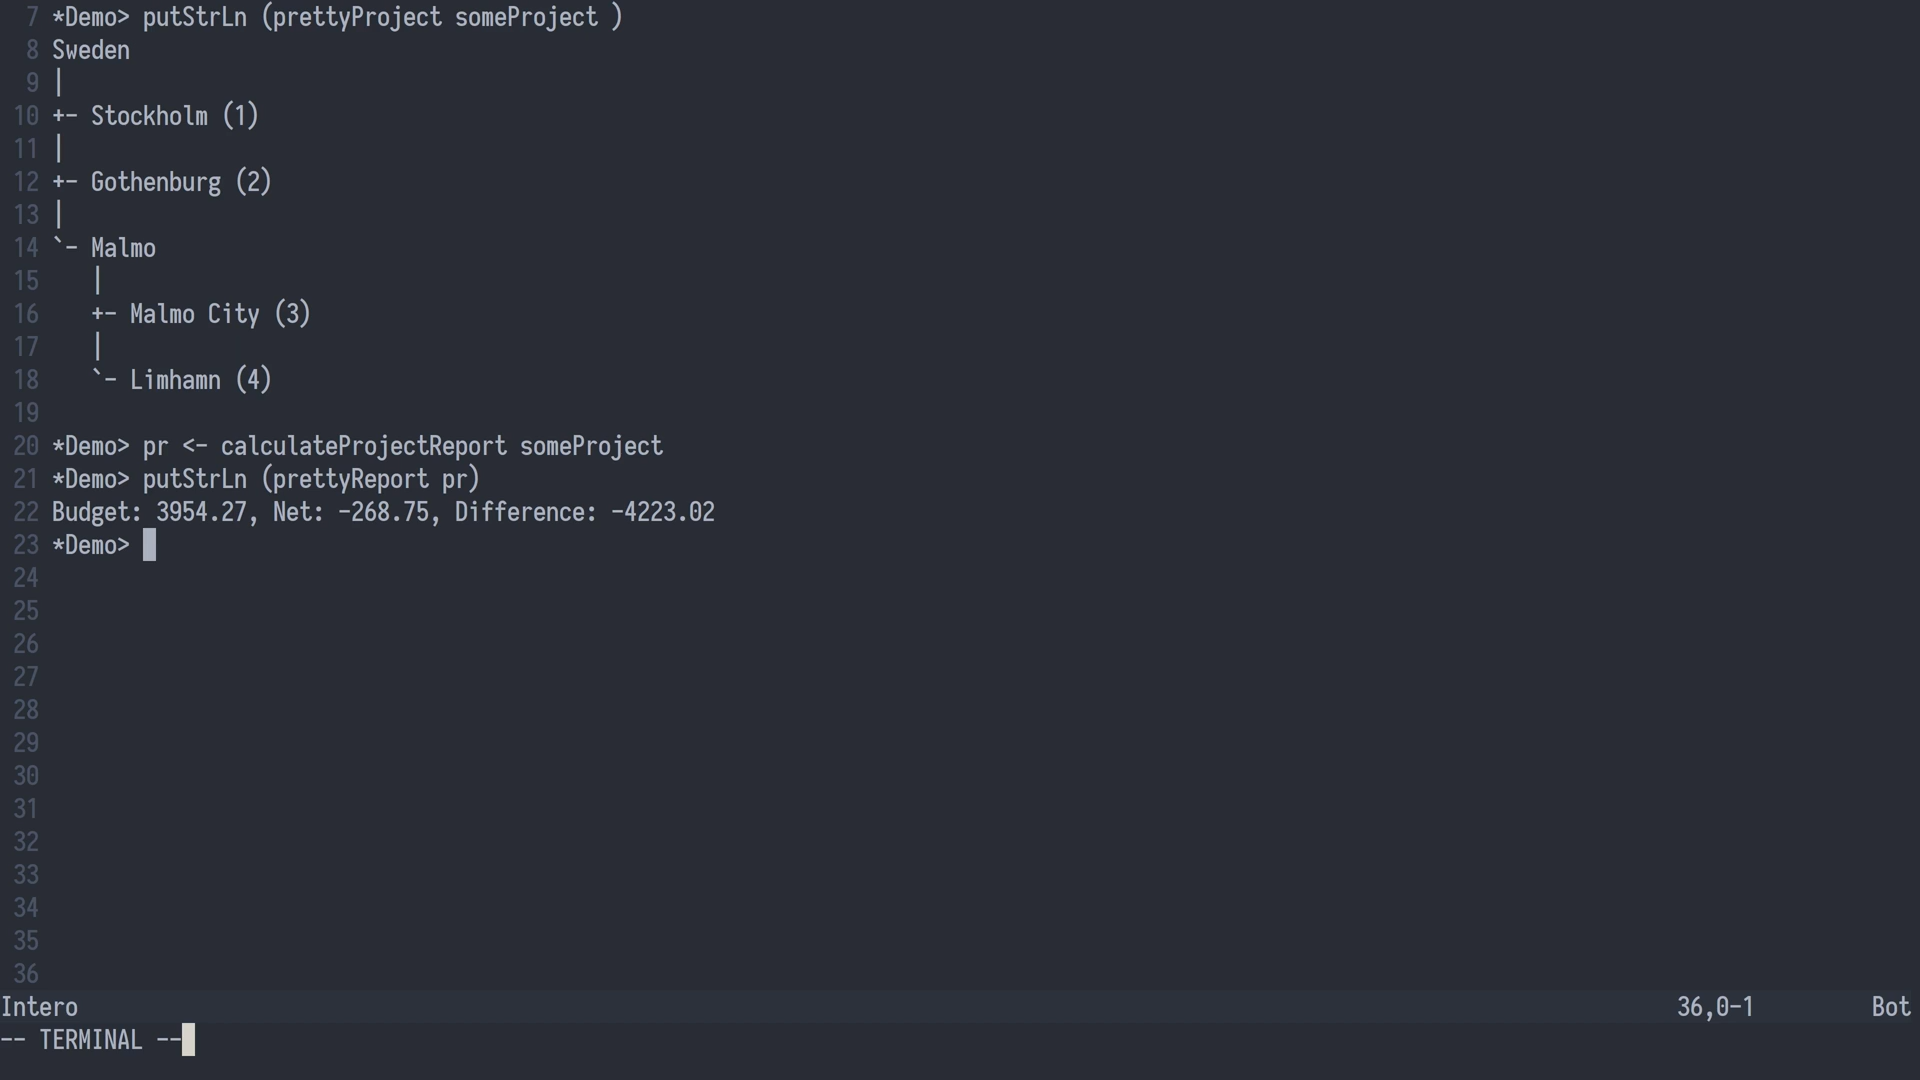 7 *Demo> putStrLn (prettyProject someProject )
8 Sweden
9 |
10 +- Stockholm (1)
11 |
12 +- Gothenburg (2)
13 |
14 `- Malmo
15    |
16    +- Malmo City (3)
17    |
18    `- Limhamn (4)
19
20 *Demo> pr <- calculateProjectReport someProject
21 *Demo> putStrLn (prettyReport pr)
22 Budget: 3954.27, Net: -268.75, Difference: -4223.02
23 *Demo>
24
25
26
27
28
29
30
31
32
33
34
35
36
Intero 36,0-1 Bot
-- TERMINAL --